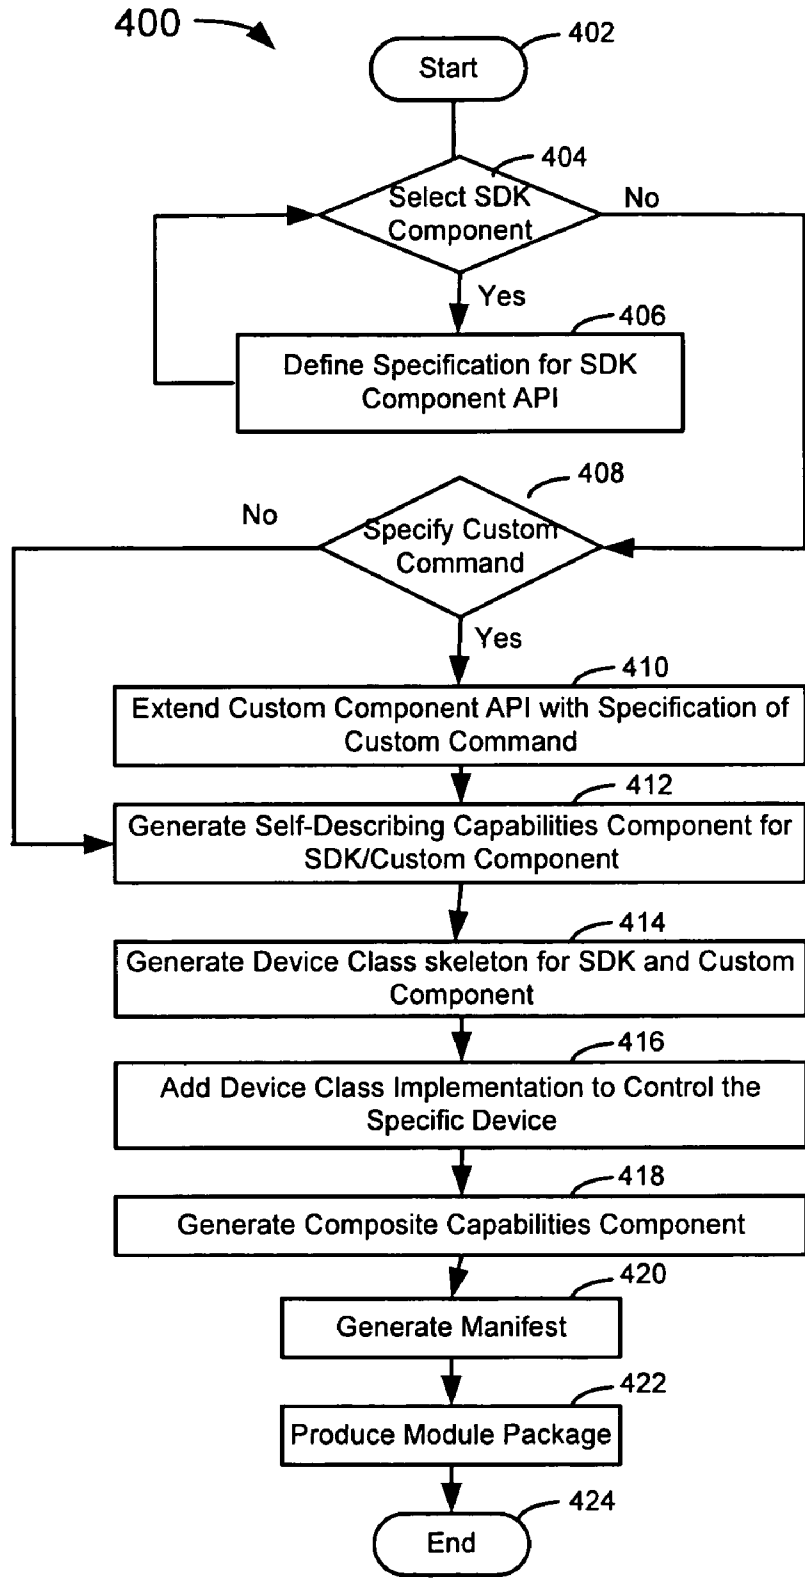 400
402
Start
404
Select SDK
Component
No
Yes
406
Define Specification for SDK
Component API
408
No
Specify Custom
Command
Yes
410
Extend Custom Component API with Specification of
Custom Command
412
Generate Self-Describing Capabilities Component for
SDK/Custom Component
414
Generate Device Class skeleton for SDK and Custom
Component
416
Add Device Class Implementation to Control the
Specific Device
418
Generate Composite Capabilities Component
420
Generate Manifest
422
Produce Module Package
424
End